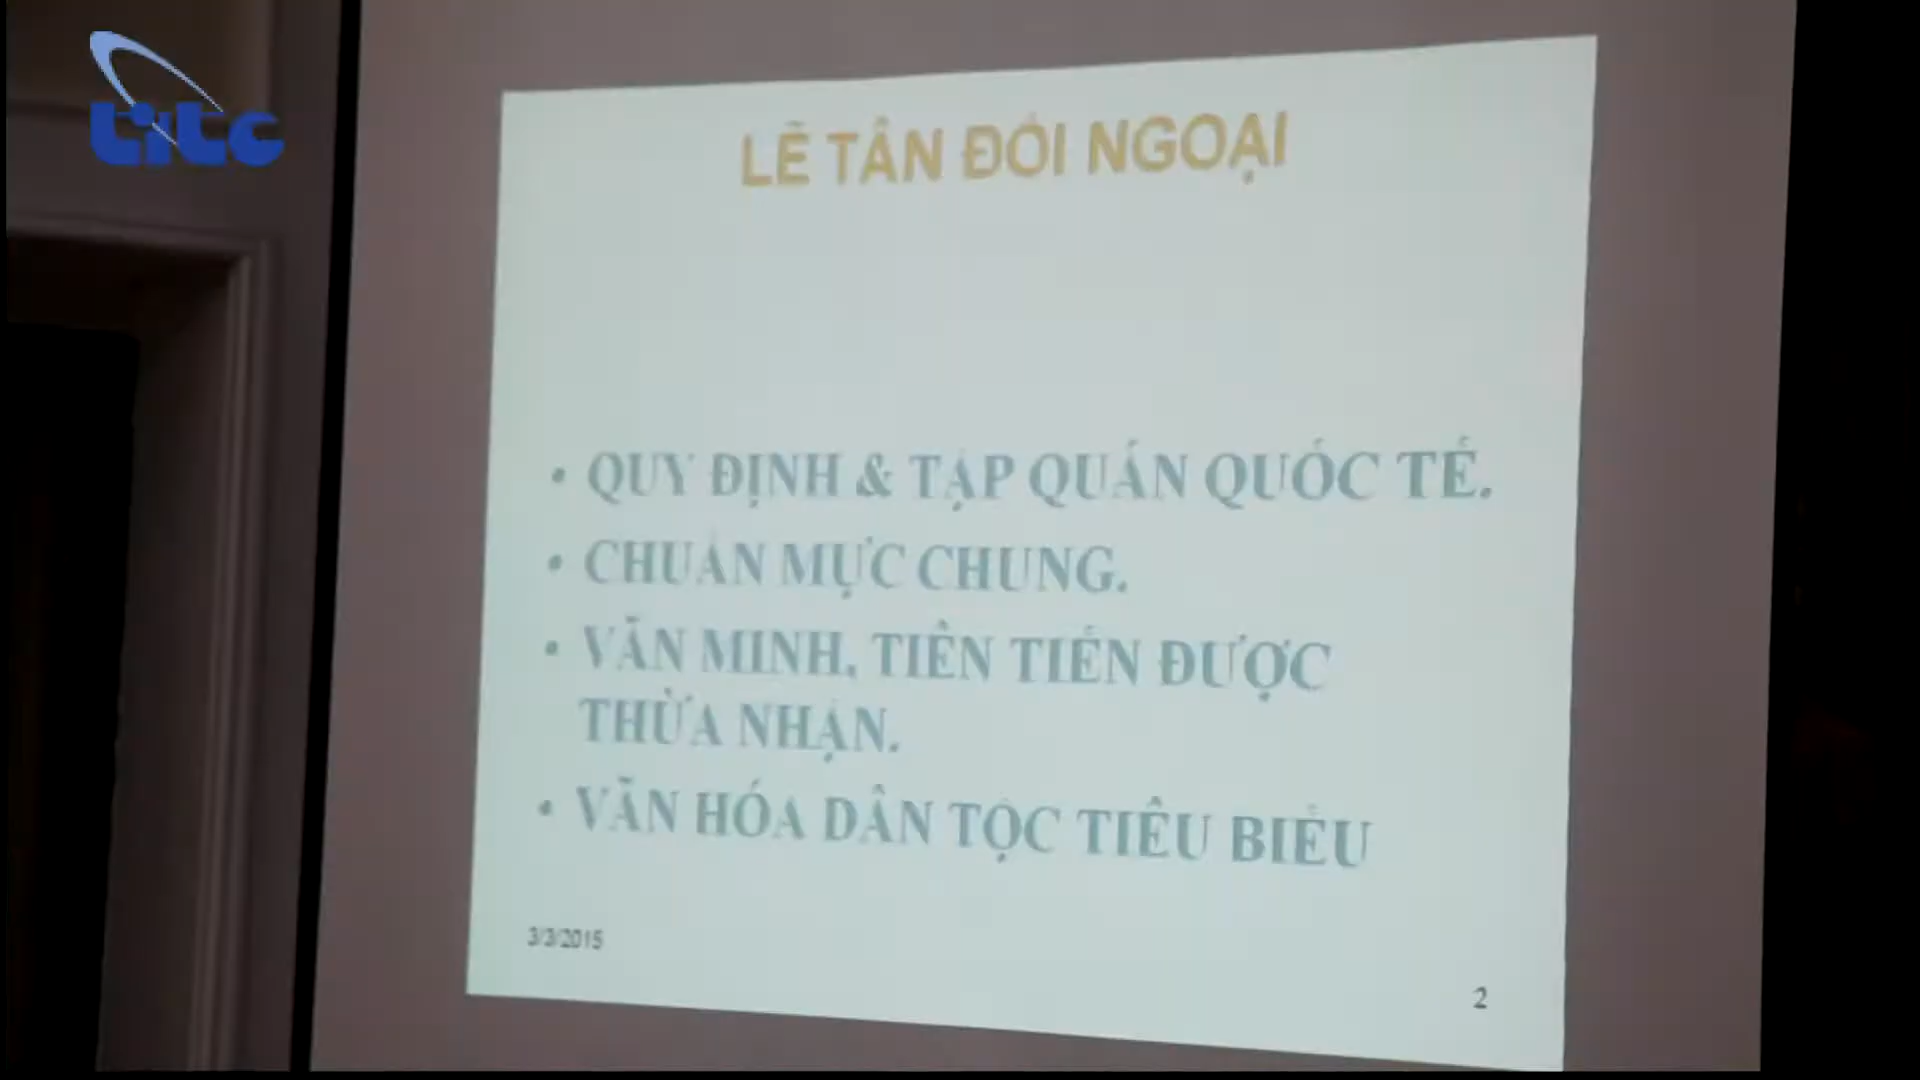 LiLC
LỄ TÂN ĐỐI NGOẠI
• QUY ĐỊNH & TẬP QUÁN QUỐC TẾ.
• CHUẨN MỰC CHUNG.
• VĂN MINH, TIÊN TIẾN ĐƯỢC
THỪA NHẬN.
• VĂN HÓA DÂN TỘC TIÊU BIỂU
3/3/2015
2